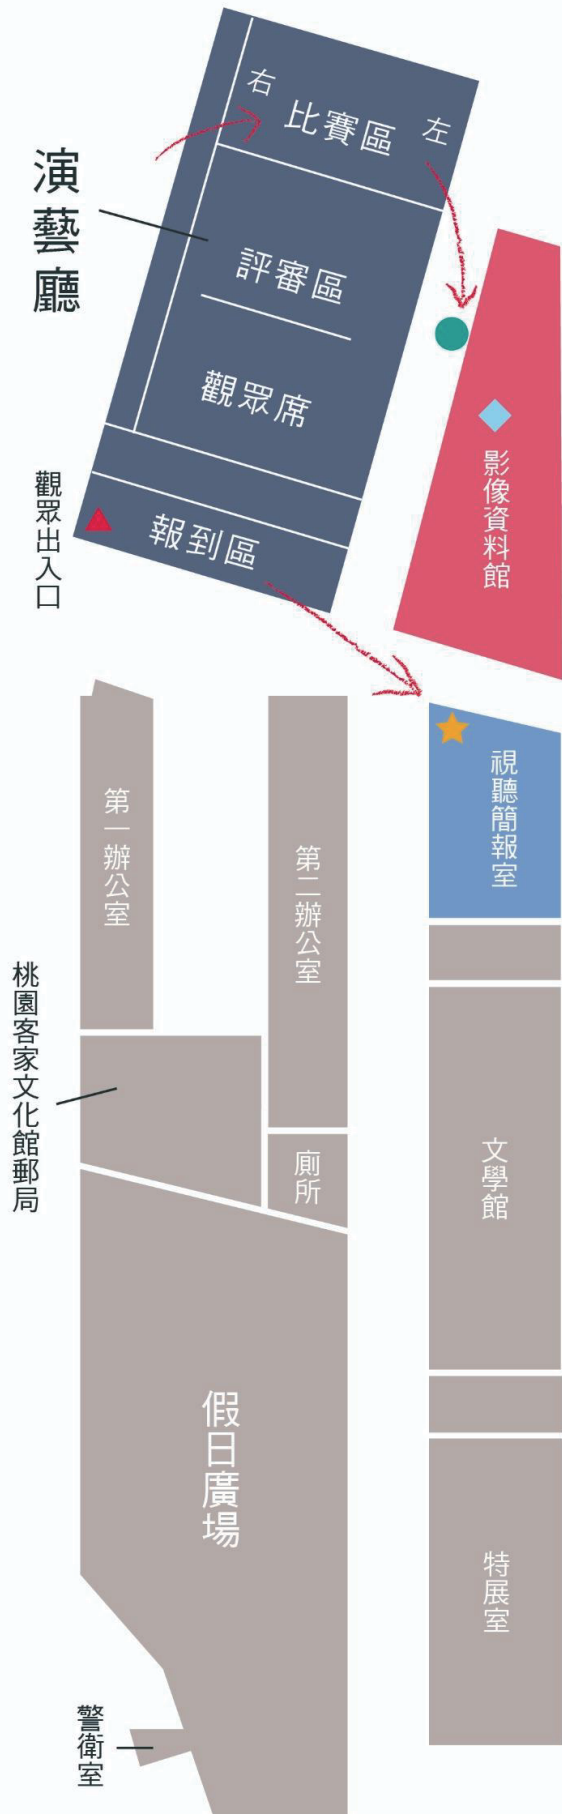 右
比賽區
左
演藝廳
評審區
觀眾席
觀眾出入口
報到區
影像資料館
視聽簡報室
第一辦公室
第二辦公室
桃園客家文化館郵局
廁所
文學館
假日廣場
特展室
警衛室